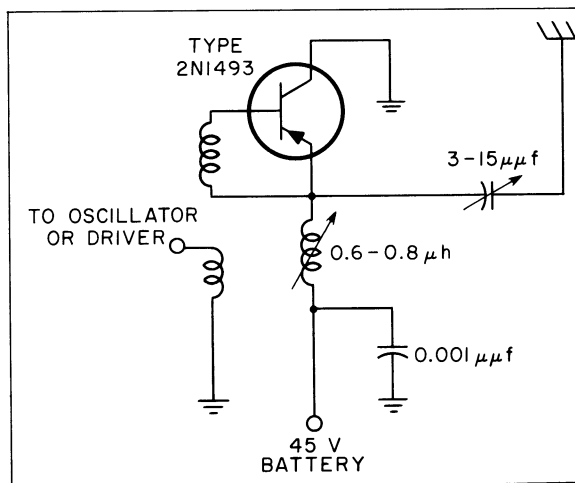 TYPE
2N1493
3-15μμf
TO OSCILLATOR
OR DRIVER
0.6-0.8μh
0.001μμf
45 V
BATTERY